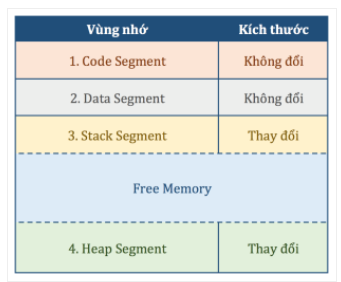 Vùng nhớ Kích thước
1. Code Segment Không đổi
2. Data Segment Không đổi
3. Stack Segment Thay đổi
Free Memory
4. Heap Segment Thay đổi